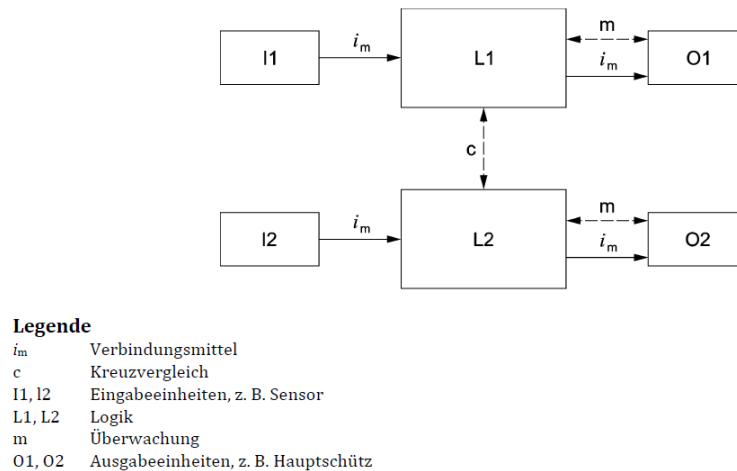 i_m m
I1 L1 O1
i_m
c
m
i_m
I2 L2 O2
i_m
Legende
i_m Verbindungsmittel
c Kreuzvergleich
I1, l2 Eingabeeinheiten, z. B. Sensor
L1, L2 Logik
m Überwachung
O1, O2 Ausgabeeinheiten, z. B. Hauptschütz